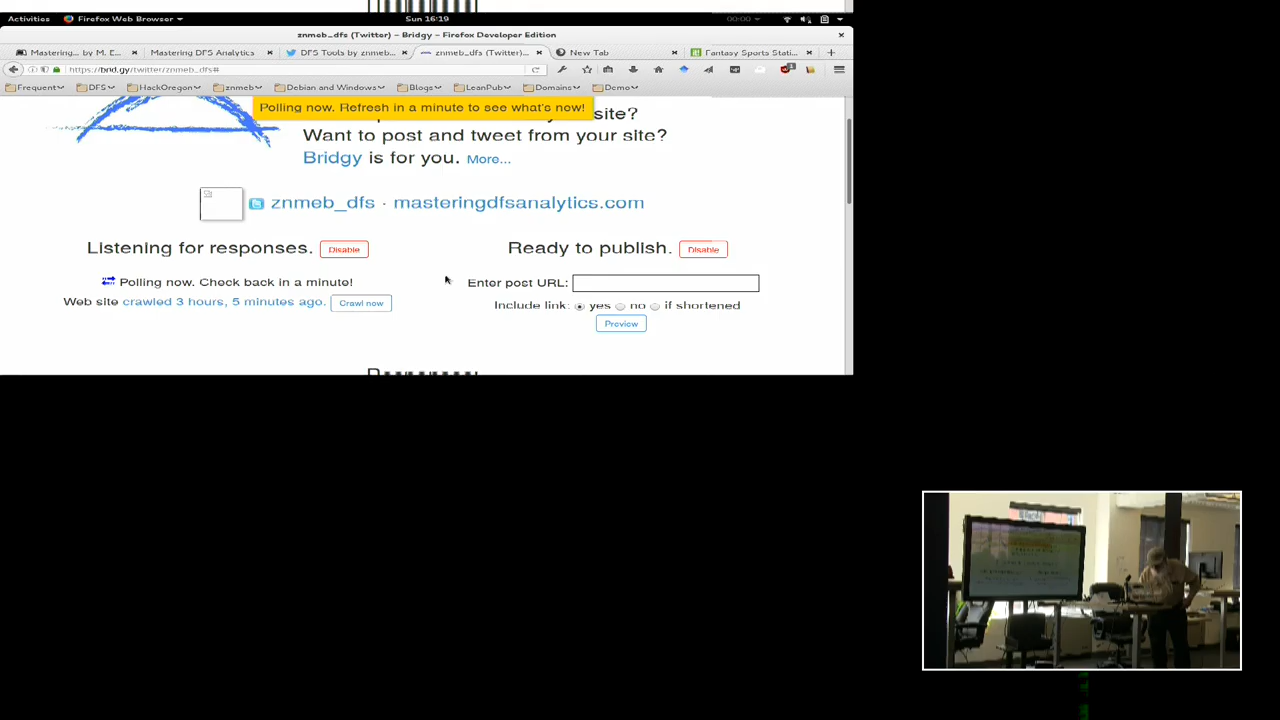 Activities Firefox Web Browser Sun 16:19 00:00
znmeb_dfs (Twitter) – Bridgy – Firefox Developer Edition
Mastering... by M. E... Mastering DFS Analytics DFS Tools by znmeb... znmeb_dfs (Twitter)... New Tab Fantasy Sports Stati...
https://brid.gy/twitter/znmeb_dfs#
Frequent DFS HackOregon znmeb Debian and Windows Blogs LeanPub Domains Demo
Polling now. Refresh in a minute to see what's new!
site?
Want to post and tweet from your site?
Bridgy is for you. More...
znmeb_dfs · masteringdfsanalytics.com
Listening for responses. Disable
Ready to publish. Disable
Polling now. Check back in a minute!
Enter post URL:
Web site crawled 3 hours, 5 minutes ago. Crawl now
Include link: yes no if shortened
Preview